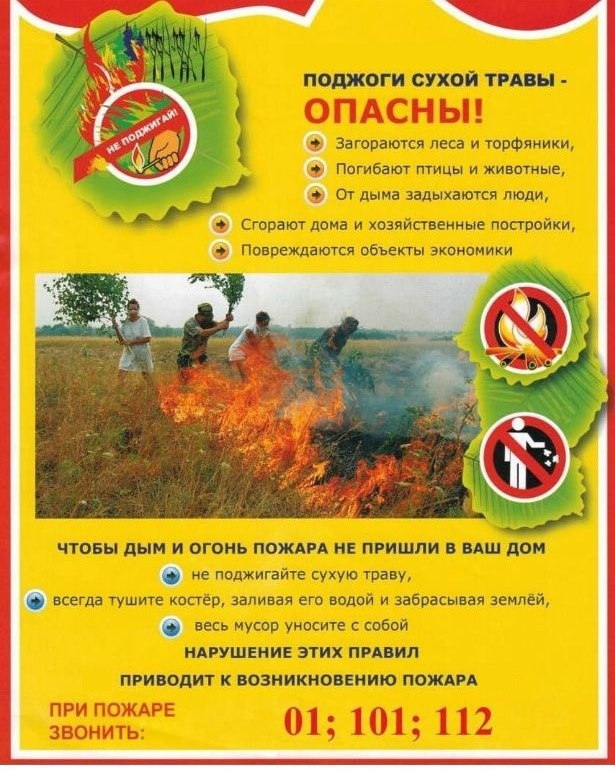 НЕ ПОДЖИГАЙ!
ПОДЖОГИ СУХОЙ ТРАВЫ -
ОПАСНЫ!
Загораются леса и торфяники,
Погибают птицы и животные,
От дыма задыхаются люди,
Сгорают дома и хозяйственные постройки,
Повреждаются объекты экономики
ЧТОБЫ ДЫМ И ОГОНЬ ПОЖАРА НЕ ПРИШЛИ В ВАШ ДОМ
не поджигайте сухую траву,
всегда тушите костёр, заливая его водой и забрасывая землёй,
весь мусор уносите с собой
НАРУШЕНИЕ ЭТИХ ПРАВИЛ
ПРИВОДИТ К ВОЗНИКНОВЕНИЮ ПОЖАРА
ПРИ ПОЖАРЕ
ЗВОНИТЬ:
01; 101; 112